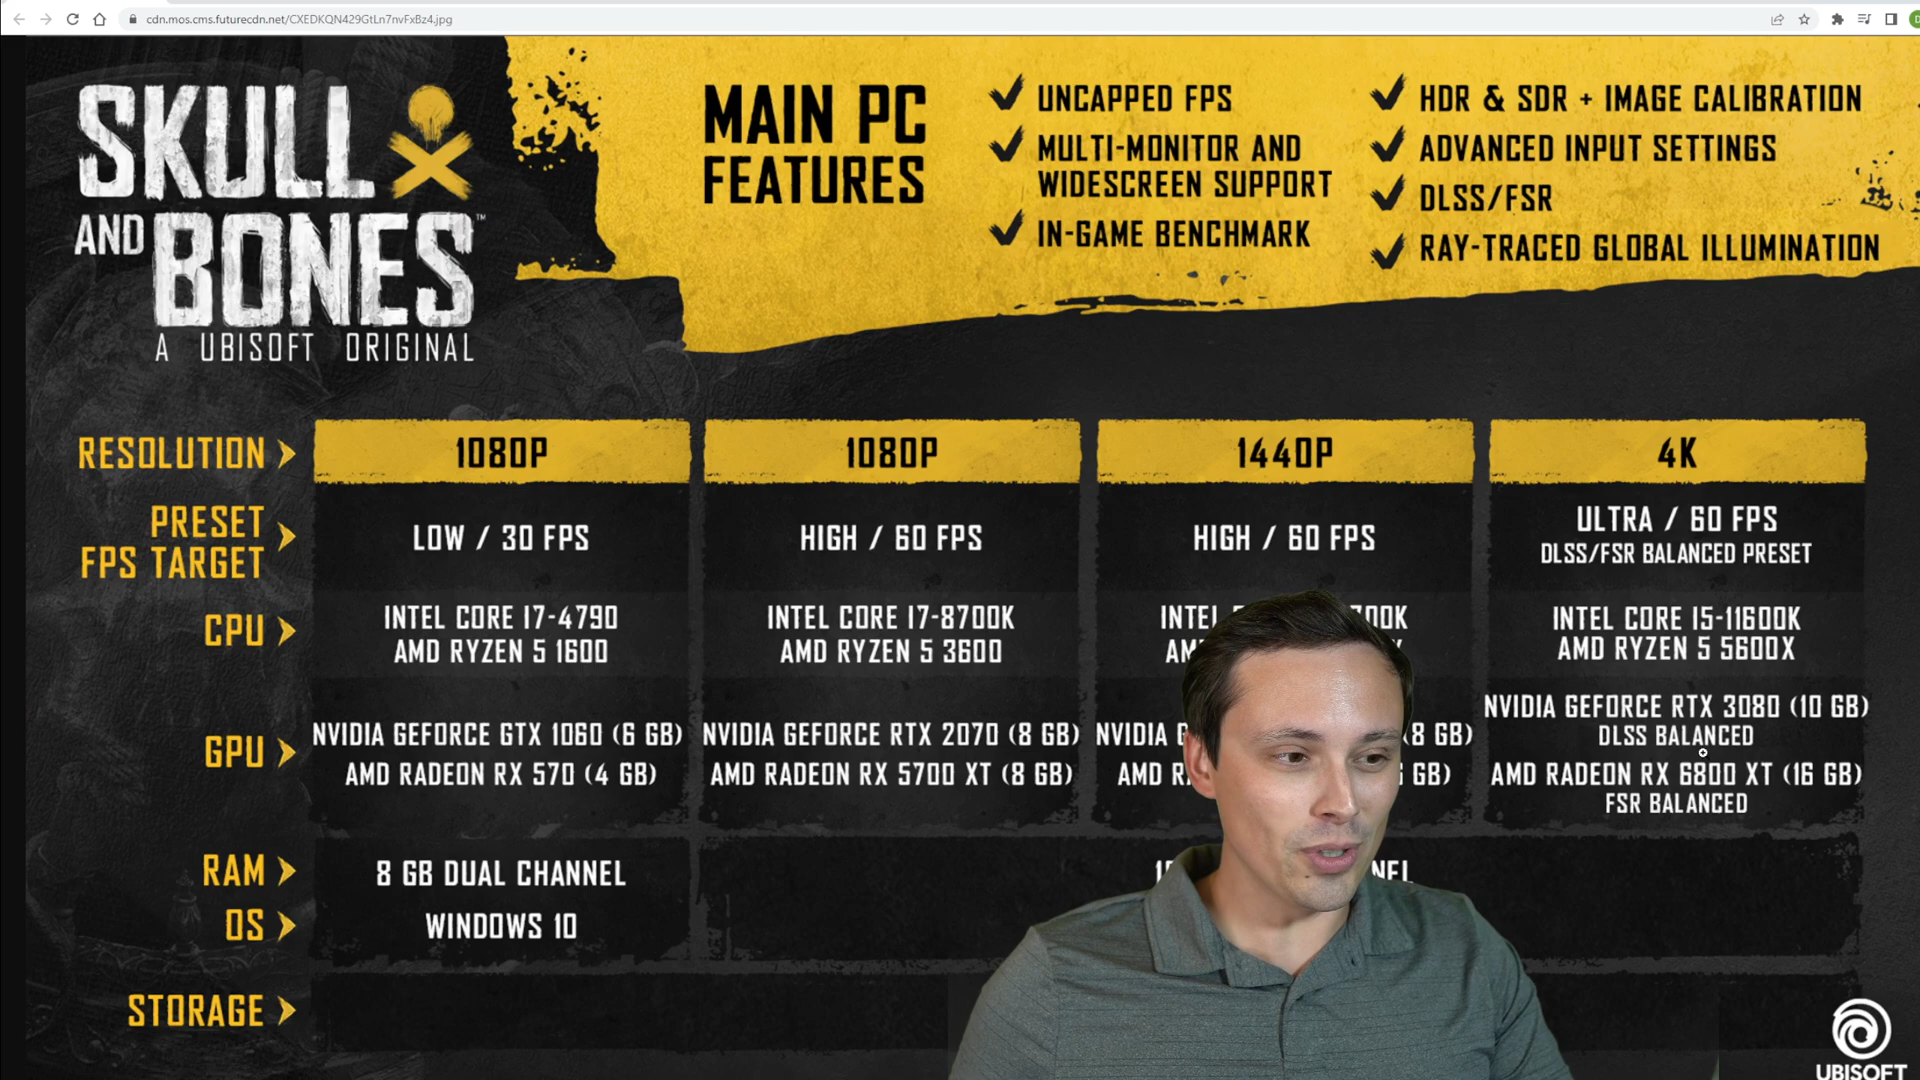 cdn.mos.cms.futurecdn.net/CXEDKQN429GtLn7nvFxBz4.jpg
SKULL
AND BONES™
A UBISOFT ORIGINAL
MAIN PC
FEATURES
UNCAPPED FPS
MULTI-MONITOR AND
WIDESCREEN SUPPORT
IN-GAME BENCHMARK
HDR & SDR + IMAGE CALIBRATION
ADVANCED INPUT SETTINGS
DLSS/FSR
RAY-TRACED GLOBAL ILLUMINATION
RESOLUTION
1080P
1080P
1440P
4K
PRESET
FPS TARGET
LOW / 30 FPS
HIGH / 60 FPS
HIGH / 60 FPS
ULTRA / 60 FPS
DLSS/FSR BALANCED PRESET
CPU
INTEL CORE I7-4790
AMD RYZEN 5 1600
INTEL CORE I7-8700K
AMD RYZEN 5 3600
INTEL
INTEL CORE I5-11600K
AMD RYZEN 5 5600X
GPU
NVIDIA GEFORCE GTX 1060 (6 GB)
AMD RADEON RX 570 (4 GB)
NVIDIA GEFORCE RTX 2070 (8 GB)
AMD RADEON RX 5700 XT (8 GB)
NVIDIA (8 GB)
AMD GB)
NVIDIA GEFORCE RTX 3080 (10 GB)
DLSS BALANCED
AMD RADEON RX 6800 XT (16 GB)
FSR BALANCED
RAM
8 GB DUAL CHANNEL
OS
WINDOWS 10
STORAGE
UBISOFT